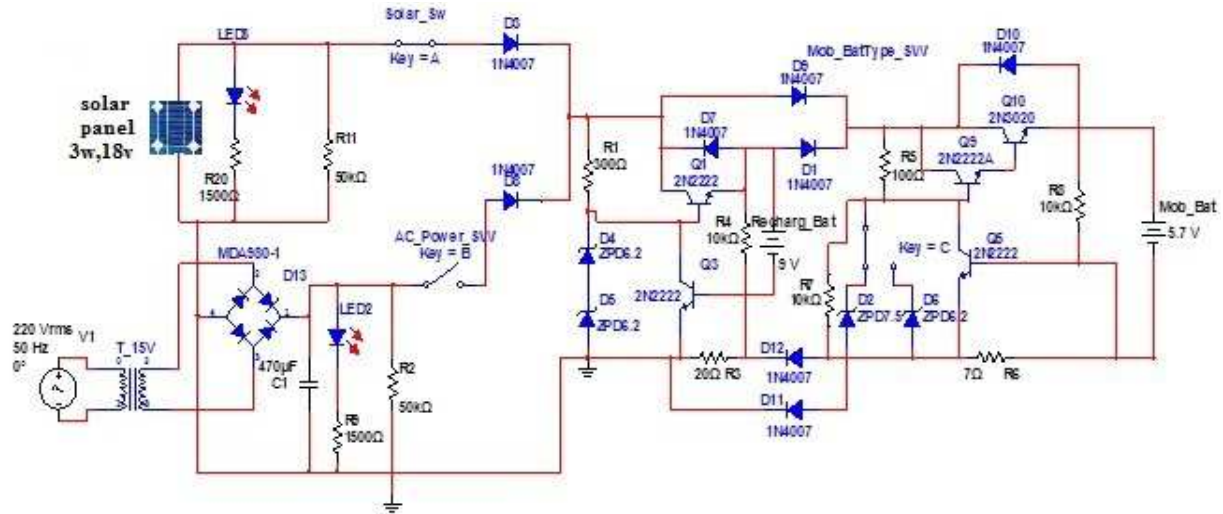 Solar_Sw
Key = A
D3
1N4007
LED3
solar
panel
3w,18v
R20
1500Ω
R11
50kΩ
1N4007
D8
AC_Power_SW
Key = B
MDA980-1
D13
220 Vrms
50 Hz
0°
V1
T_15V
470µF
C1
LED2
R9
1500Ω
R2
50kΩ
R1
300Ω
D4
ZPD6.2
D5
ZPD6.2
Mob_BatType_SW
D9
1N4007
D7
1N4007
Q1
2N2222
D1
1N4007
R4
10kΩ
Recharg_Bat
9 V
Q3
2N2222
20Ω R3
D12
1N4007
D11
1N4007
D10
1N4007
Q10
2N3020
Q9
2N2222A
R5
100Ω
R8
10kΩ
Mob_Bat
5.7 V
Key = C
2N2222
R7
10kΩ
D2
ZPD7.5
D6
ZPD6.2
7Ω R6